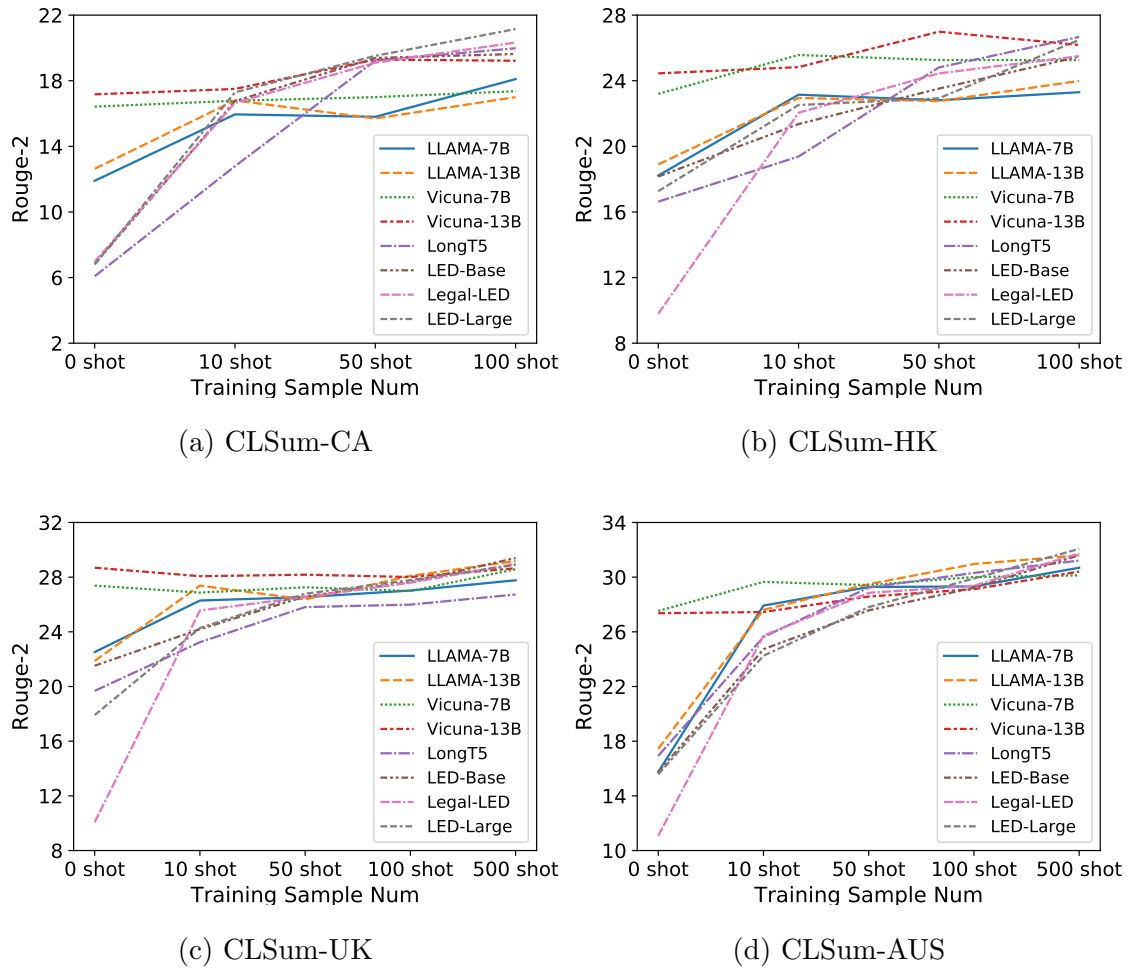 22
18
14
10
6
2
Rouge-2
LLAMA-7B
LLAMA-13B
Vicuna-7B
Vicuna-13B
LongT5
LED-Base
Legal-LED
LED-Large
0 shot 10 shot 50 shot 100 shot
Training Sample Num
(a) CLSum-CA
28
24
20
16
12
8
Rouge-2
LLAMA-7B
LLAMA-13B
Vicuna-7B
Vicuna-13B
LongT5
LED-Base
Legal-LED
LED-Large
0 shot 10 shot 50 shot 100 shot
Training Sample Num
(b) CLSum-HK
32
28
24
20
16
12
8
Rouge-2
LLAMA-7B
LLAMA-13B
Vicuna-7B
Vicuna-13B
LongT5
LED-Base
Legal-LED
LED-Large
0 shot 10 shot 50 shot 100 shot 500 shot
Training Sample Num
(c) CLSum-UK
34
30
26
22
18
14
10
Rouge-2
LLAMA-7B
LLAMA-13B
Vicuna-7B
Vicuna-13B
LongT5
LED-Base
Legal-LED
LED-Large
0 shot 10 shot 50 shot 100 shot 500 shot
Training Sample Num
(d) CLSum-AUS